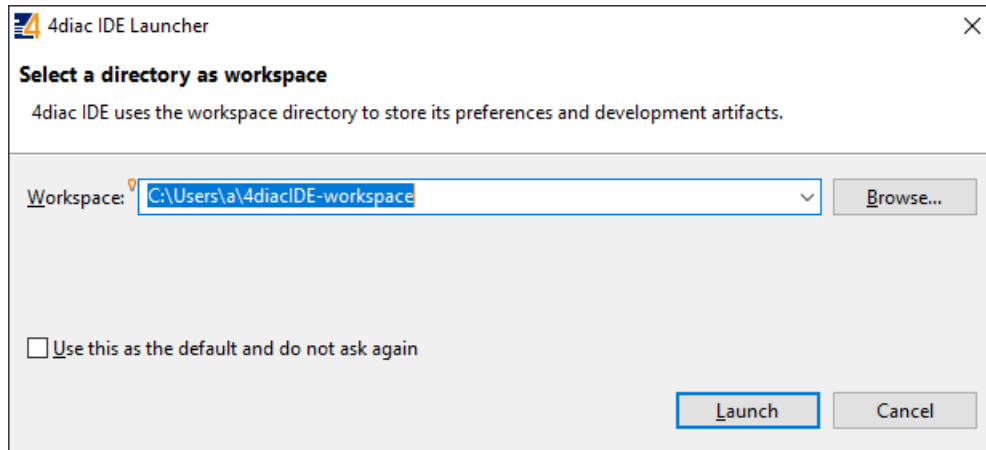 4diac IDE Launcher
Select a directory as workspace
4diac IDE uses the workspace directory to store its preferences and development artifacts.
Workspace: C:\Users\a\4diacIDE-workspace Browse...
Use this as the default and do not ask again
Launch Cancel